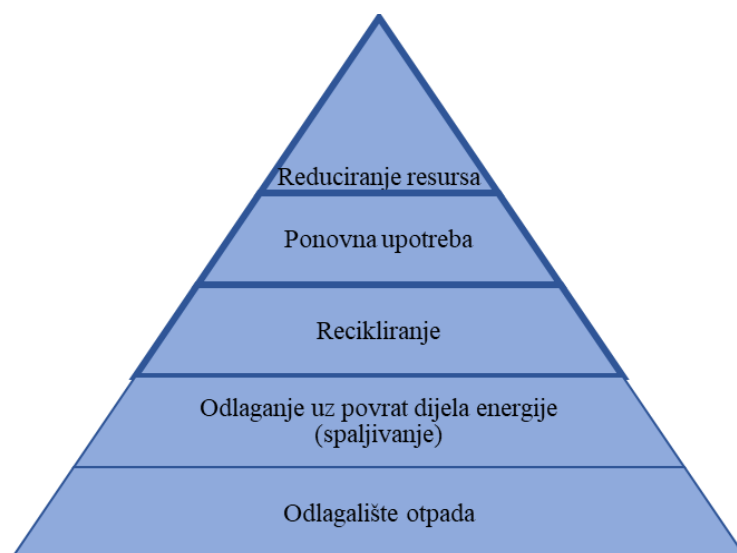 Reduciranje resursa
Ponovna upotreba
Recikliranje
Odlaganje uz povrat dijela energije
(spaljivanje)
Odlagalište otpada